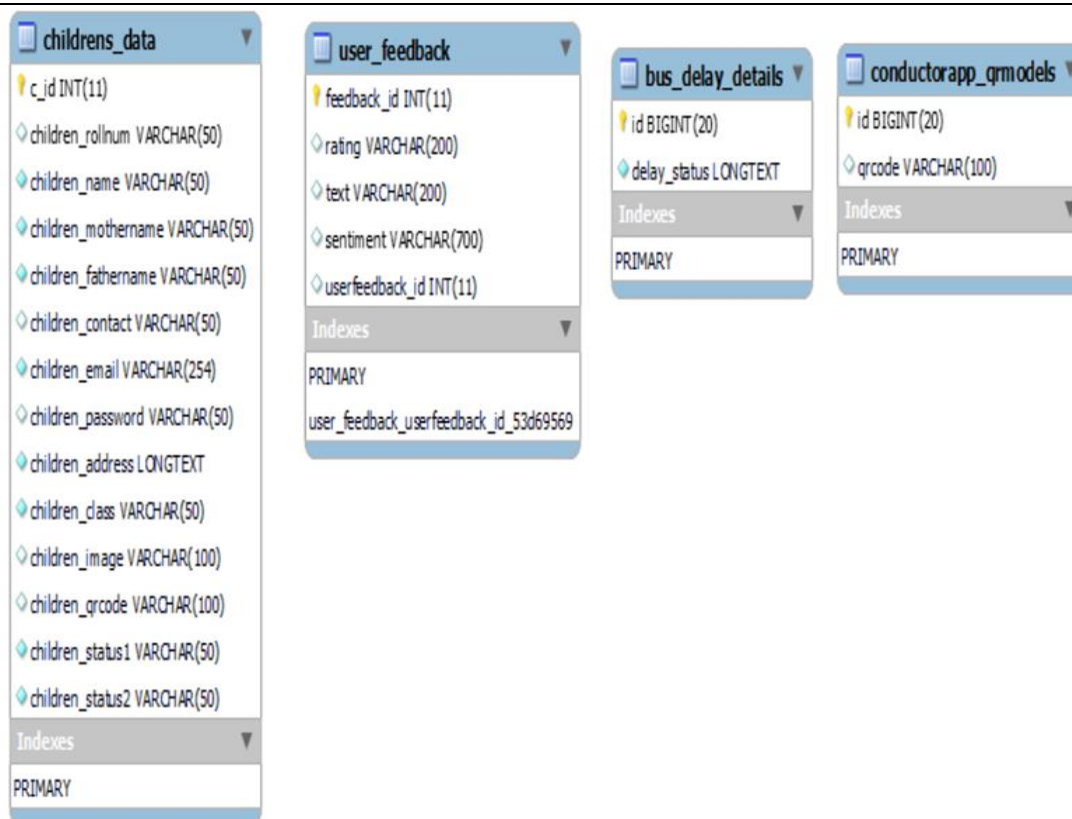 childrens_data
c_id INT(11)
children_rollnum VARCHAR(50)
children_name VARCHAR(50)
children_mothername VARCHAR(50)
children_fathername VARCHAR(50)
children_contact VARCHAR(50)
children_email VARCHAR(254)
children_password VARCHAR(50)
children_address LONGTEXT
children_class VARCHAR(50)
children_image VARCHAR(100)
children_qrcode VARCHAR(100)
children_status1 VARCHAR(50)
children_status2 VARCHAR(50)
Indexes
PRIMARY
user_feedback
feedback_id INT(11)
rating VARCHAR(200)
text VARCHAR(200)
sentiment VARCHAR(700)
userfeedback_id INT(11)
Indexes
PRIMARY
user_feedback_userfeedback_id_53d69569
bus_delay_details
id BIGINT(20)
delay_status LONGTEXT
Indexes
PRIMARY
conductorapp_qrmodels
id BIGINT(20)
qrcode VARCHAR(100)
Indexes
PRIMARY